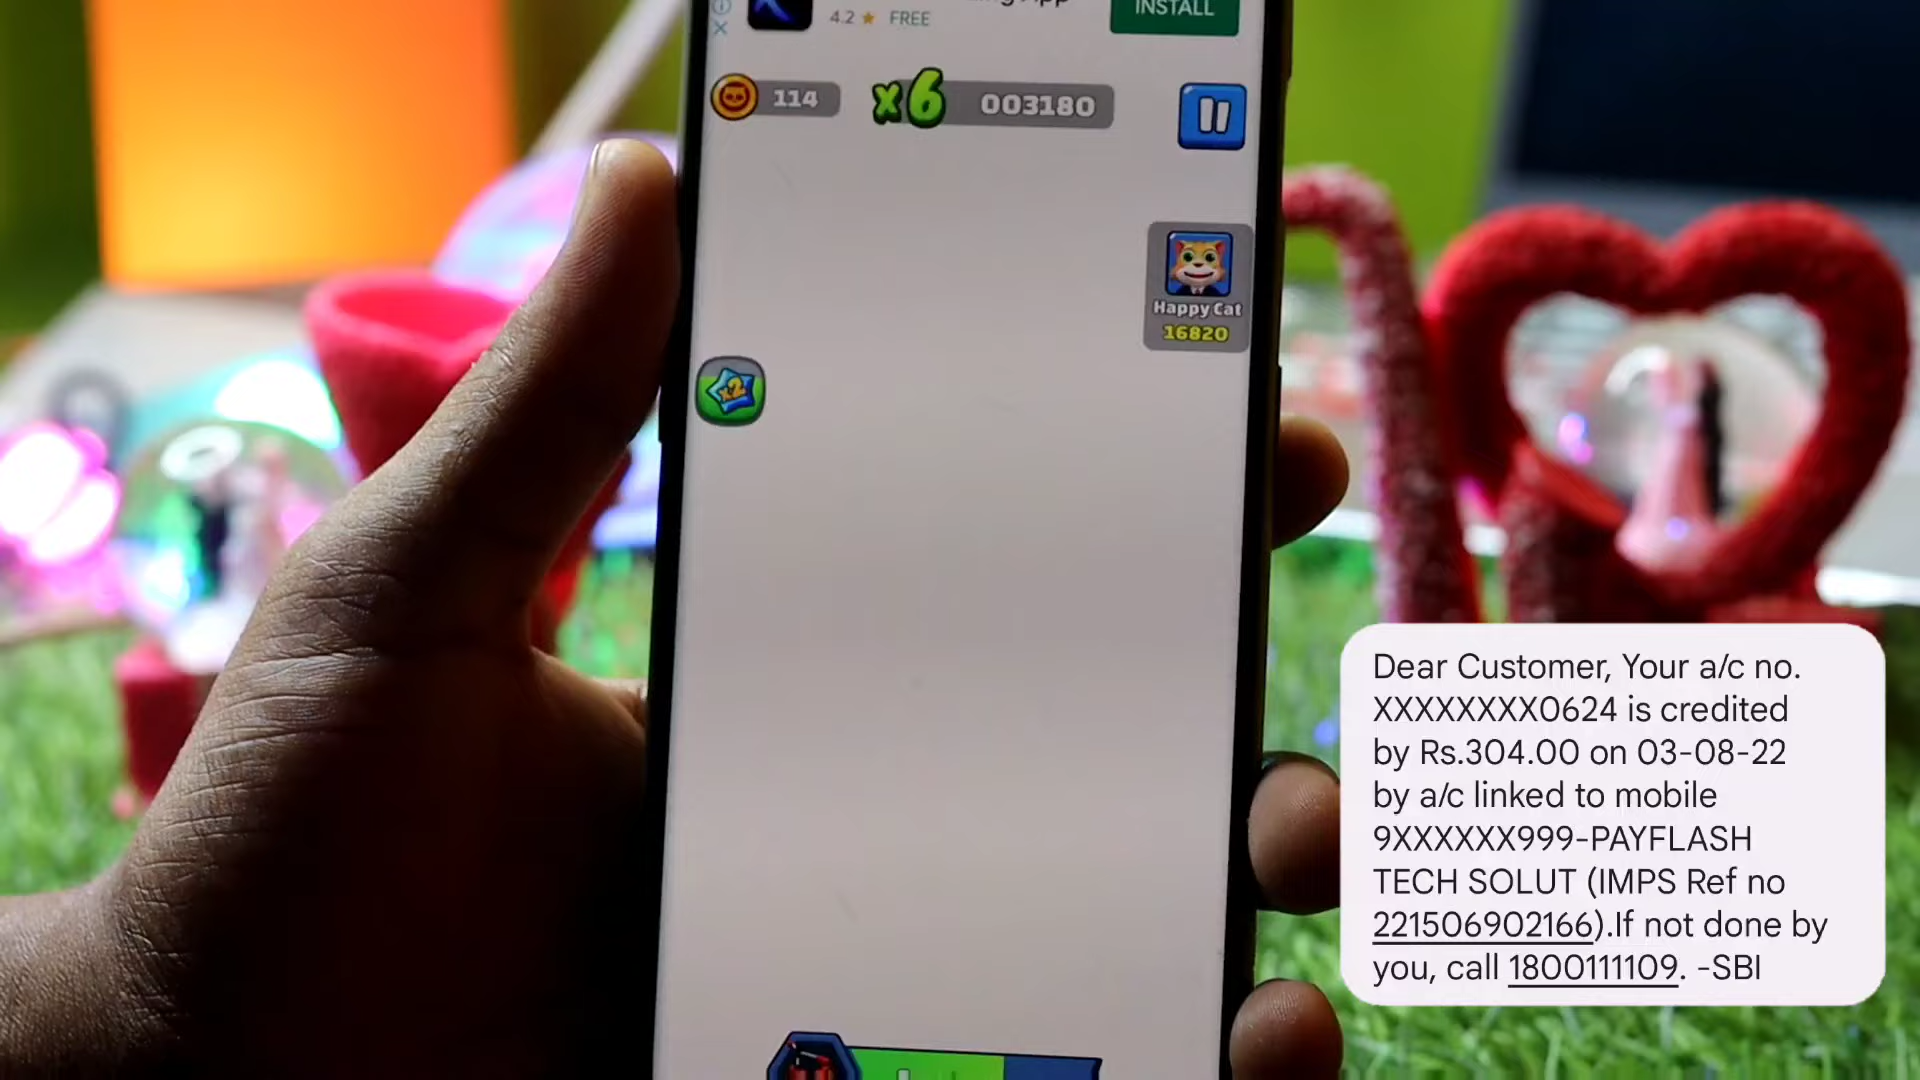 App
4.2 ★ FREE
INSTALL
114
x6
003180
Happy Cat
16820
x2
Dear Customer, Your a/c no.
XXXXXXXX0624 is credited
by Rs.304.00 on 03-08-22
by a/c linked to mobile
9XXXXXX999-PAYFLASH
TECH SOLUT (IMPS Ref no
221506902166).If not done by
you, call 1800111109. -SBI